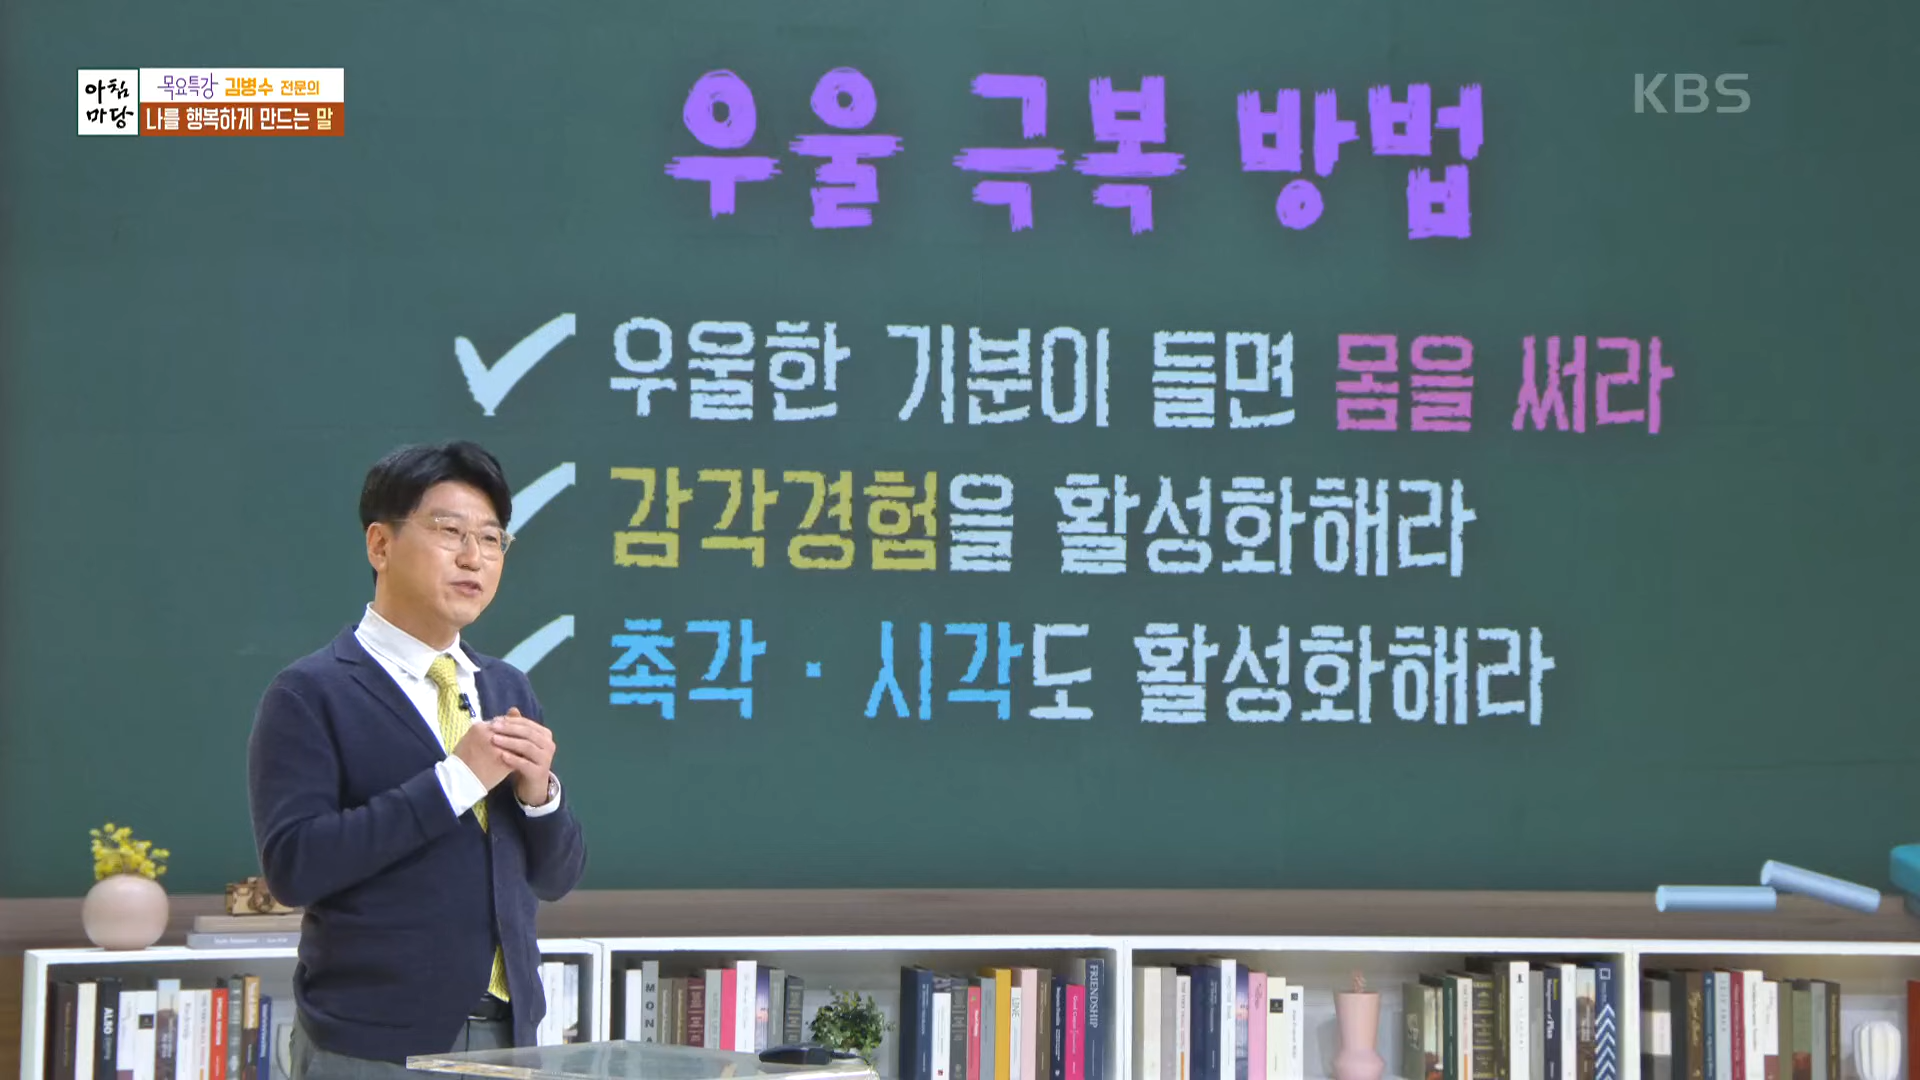 아침
마당
목요특강 김병수 전문의
나를 행복하게 만드는 말
KBS
우울 극복 방법
우울한 기분이 들면 몸을 써라
감각경험을 활성화해라
촉각·시각도 활성화해라
MONA
FRIENDSHIP
ALSO